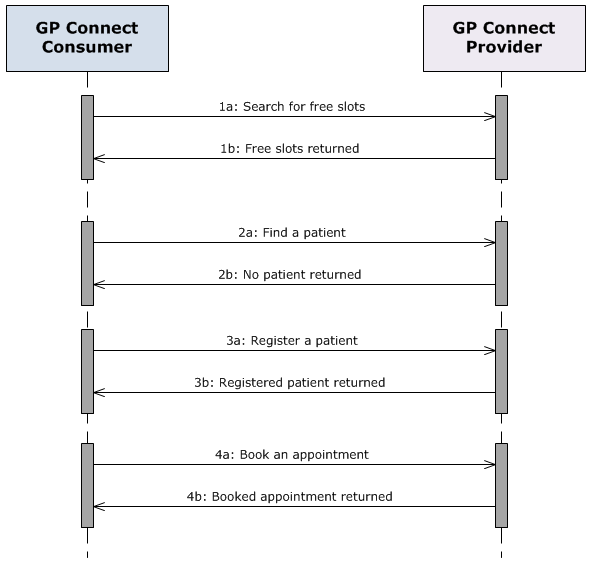 GP Connect
Consumer
GP Connect
Provider
1a: Search for free slots
1b: Free slots returned
2a: Find a patient
2b: No patient returned
3a: Register a patient
3b: Registered patient returned
4a: Book an appointment
4b: Booked appointment returned